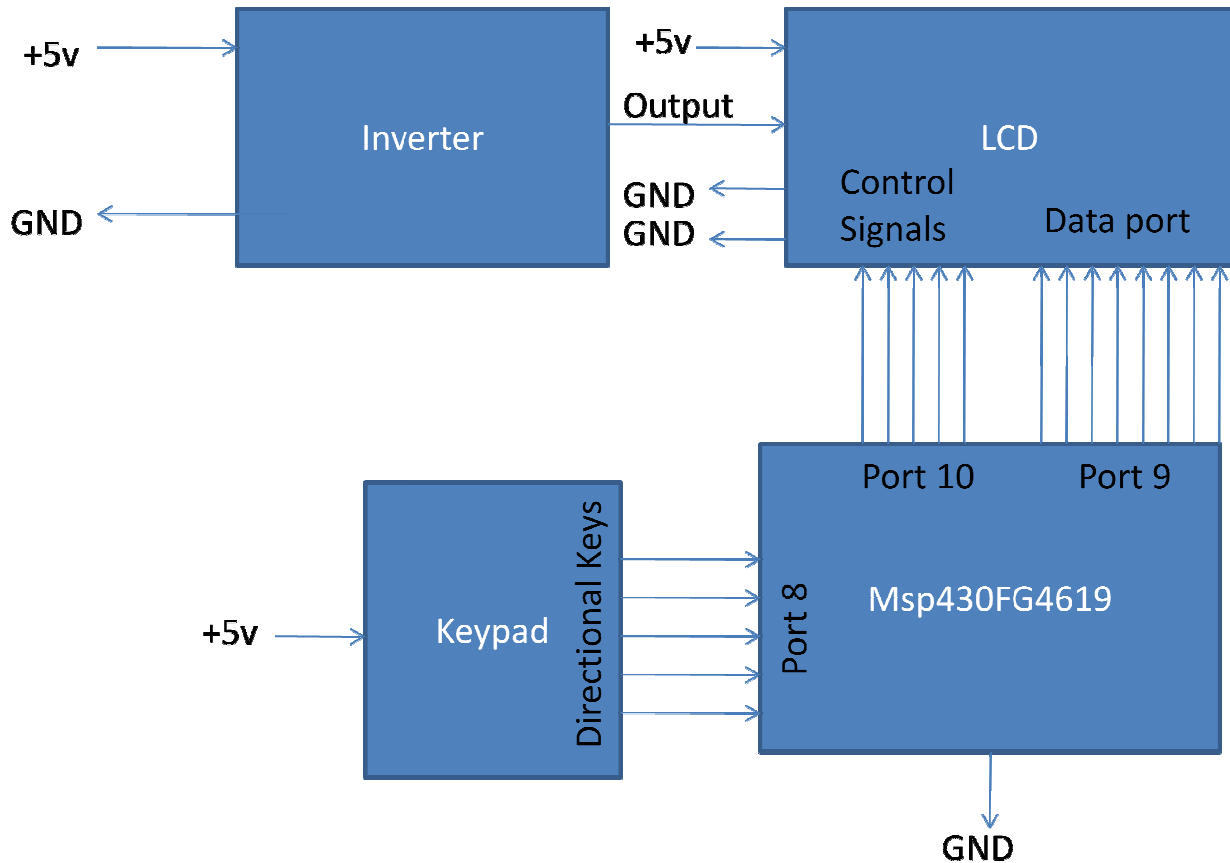 +5v
Inverter
GND
+5v
Output
LCD
GND
GND
Control
Signals
Data port
Port 10
Port 9
Msp430FG4619
Port 8
GND
+5v
Keypad
Directional Keys